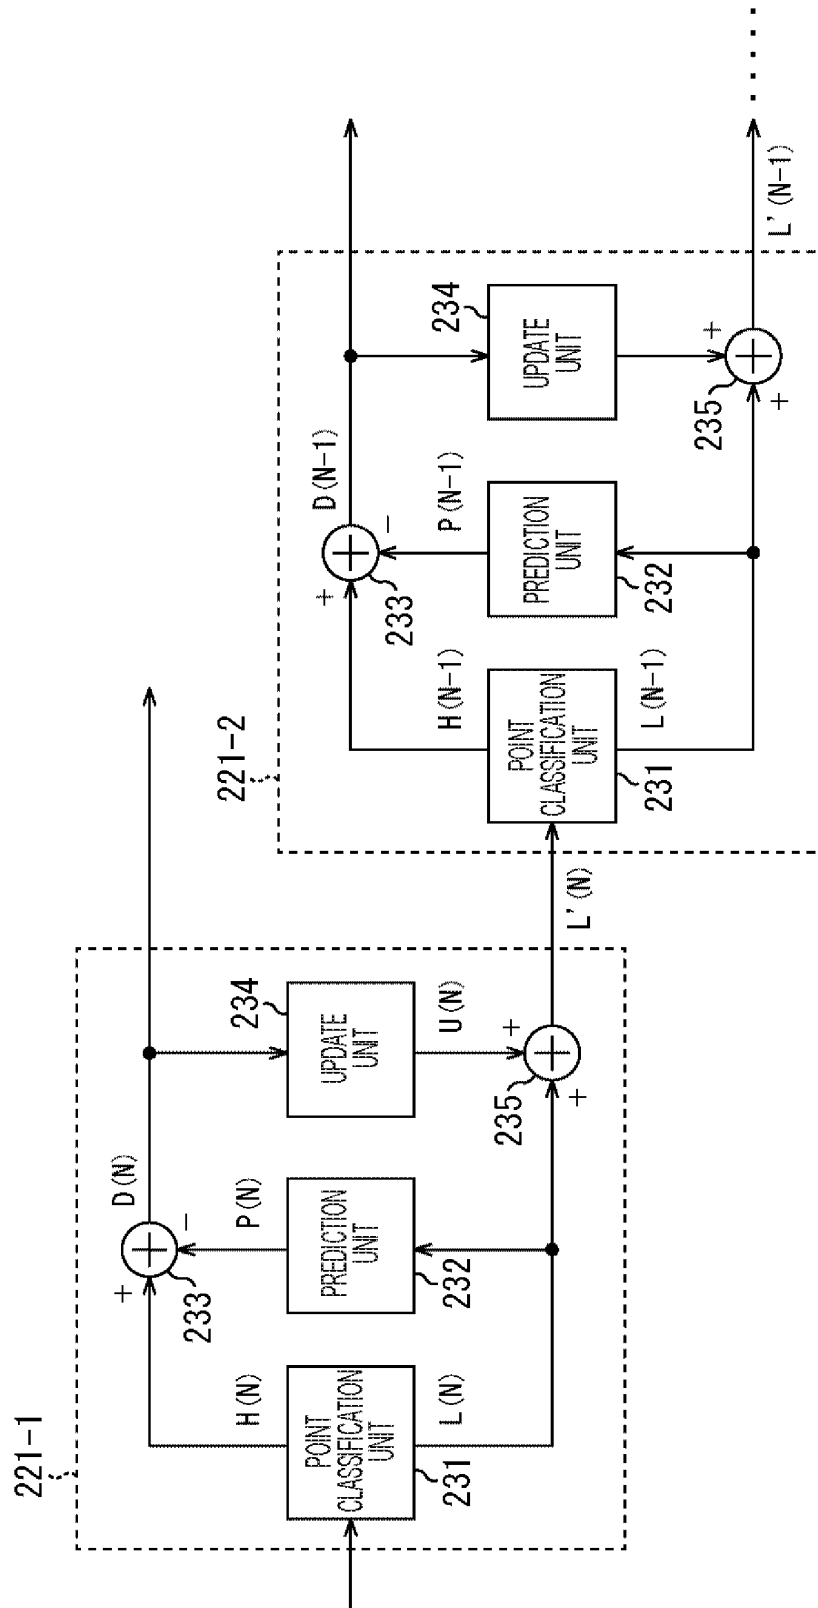 221-1
H(N)
POINT
CLASSIFICATION
UNIT
231
L(N)
+
233
−
D(N)
P(N)
PREDICTION
UNIT
232
234
UPDATE
UNIT
U(N)
+
235
+
L'(N)
221-2
H(N-1)
POINT
CLASSIFICATION
UNIT
231
L(N-1)
+
233
−
D(N-1)
P(N-1)
PREDICTION
UNIT
232
234
UPDATE
UNIT
+
235
+
L'(N-1)